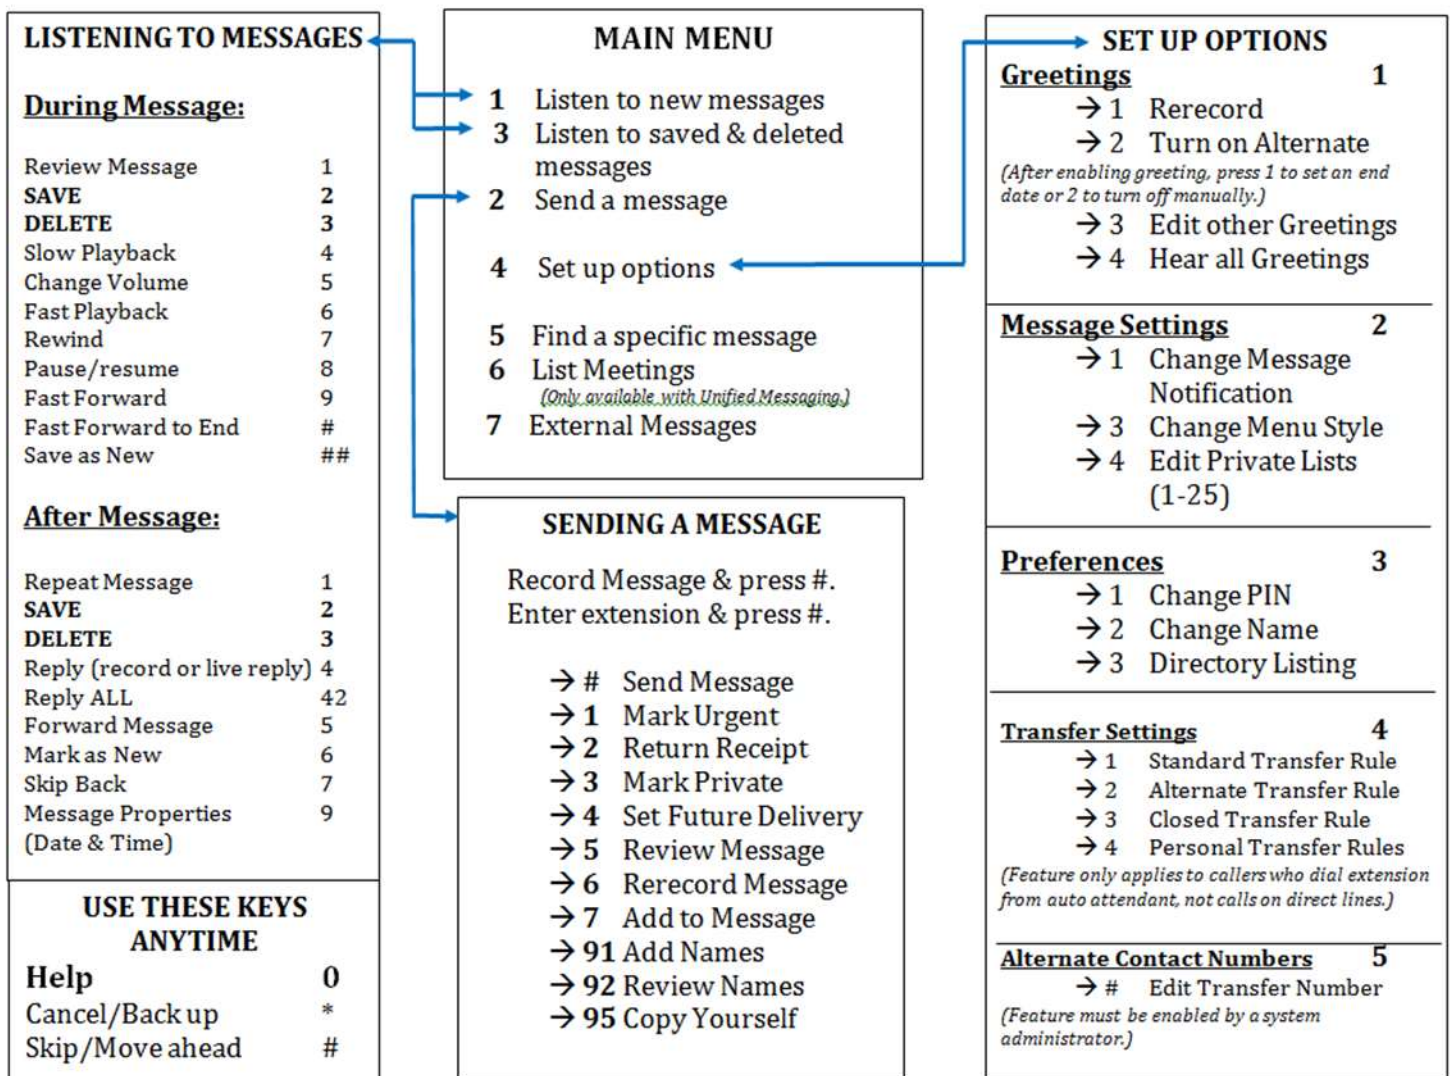 LISTENING TO MESSAGES
During Message:
Review Message 1
SAVE 2
DELETE 3
Slow Playback 4
Change Volume 5
Fast Playback 6
Rewind 7
Pause/resume 8
Fast Forward 9
Fast Forward to End #
Save as New ##
After Message:
Repeat Message 1
SAVE 2
DELETE 3
Reply (record or live reply) 4
Reply ALL 42
Forward Message 5
Mark as New 6
Skip Back 7
Message Properties 9
(Date & Time)
USE THESE KEYS
ANYTIME
Help 0
Cancel/Back up *
Skip/Move ahead #
MAIN MENU
1 Listen to new messages
3 Listen to saved & deleted
messages
2 Send a message
4 Set up options
5 Find a specific message
6 List Meetings
(Only available with Unified Messaging.)
7 External Messages
SENDING A MESSAGE
Record Message & press #.
Enter extension & press #.
→ # Send Message
→ 1 Mark Urgent
→ 2 Return Receipt
→ 3 Mark Private
→ 4 Set Future Delivery
→ 5 Review Message
→ 6 Rerecord Message
→ 7 Add to Message
→ 91 Add Names
→ 92 Review Names
→ 95 Copy Yourself
SET UP OPTIONS
Greetings 1
→ 1 Rerecord
→ 2 Turn on Alternate
(After enabling greeting, press 1 to set an end
date or 2 to turn off manually.)
→ 3 Edit other Greetings
→ 4 Hear all Greetings
Message Settings 2
→ 1 Change Message
Notification
→ 3 Change Menu Style
→ 4 Edit Private Lists
(1-25)
Preferences 3
→ 1 Change PIN
→ 2 Change Name
→ 3 Directory Listing
Transfer Settings 4
→ 1 Standard Transfer Rule
→ 2 Alternate Transfer Rule
→ 3 Closed Transfer Rule
→ 4 Personal Transfer Rules
(Feature only applies to callers who dial extension
from auto attendant, not calls on direct lines.)
Alternate Contact Numbers 5
→ # Edit Transfer Number
(Feature must be enabled by a system
administrator.)